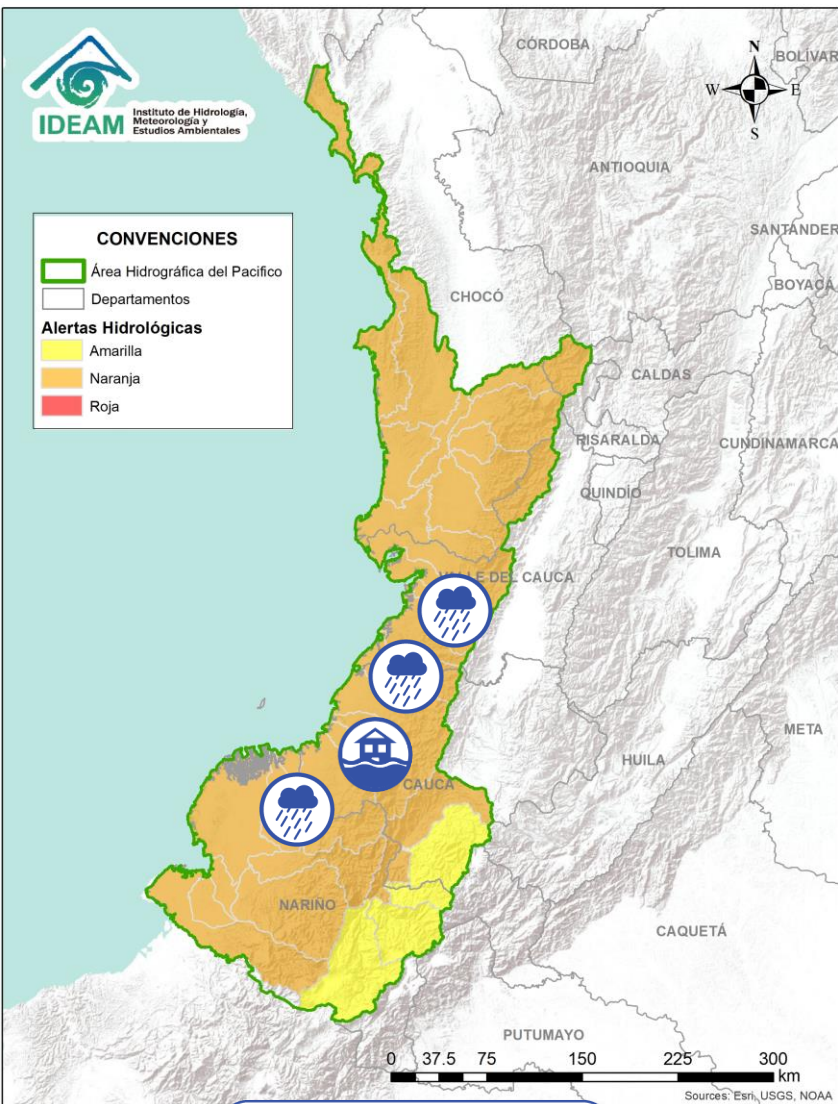 IDEAM
Instituto de Hidrología,
Meteorología y
Estudios Ambientales
CONVENCIONES
Área Hidrográfica del Pacifico
Departamentos
Alertas Hidrológicas
Amarilla
Naranja
Roja
N
W
E
S
CÓRDOBA
BOLÍVAR
ANTIOQUIA
SANTANDER
BOYACÁ
CHOCÓ
CALDAS
RISARALDA
CUNDINAMARCA
QUINDÍO
TOLIMA
VALLE DEL CAUCA
META
HUILA
CAUCA
NARIÑO
CAQUETÁ
PUTUMAYO
0 37.5 75 150 225 300
km
Sources: Esri, USGS, NOAA